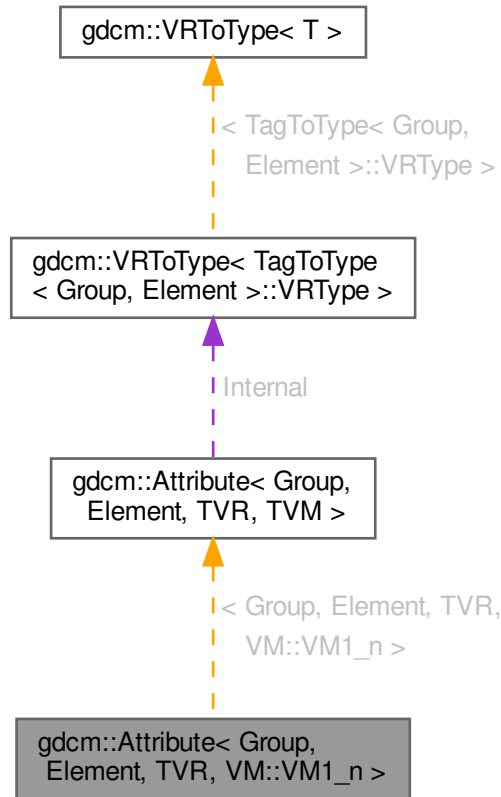 gdcm::VRToType< T >
< TagToType< Group,
Element >::VRType >
gdcm::VRToType< TagToType
< Group, Element >::VRType >
Internal
gdcm::Attribute< Group,
Element, TVR, TVM >
< Group, Element, TVR,
VM::VM1_n >
gdcm::Attribute< Group,
Element, TVR, VM::VM1_n >